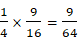 1/4 × 9/16 = 9/64